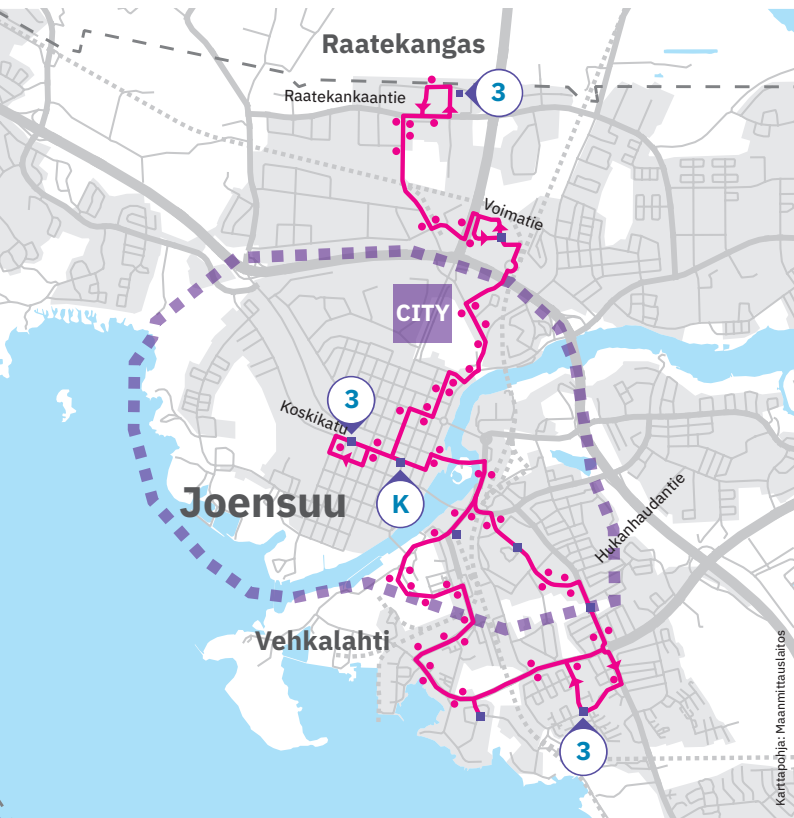 Raatekangas
Raatekankaantie
3
Voimatie
CITY
3
Koskikatu
K
Joensuu
Hukanhaudantie
Vehkalahti
3
Karttapohja: Maanmittauslaitos